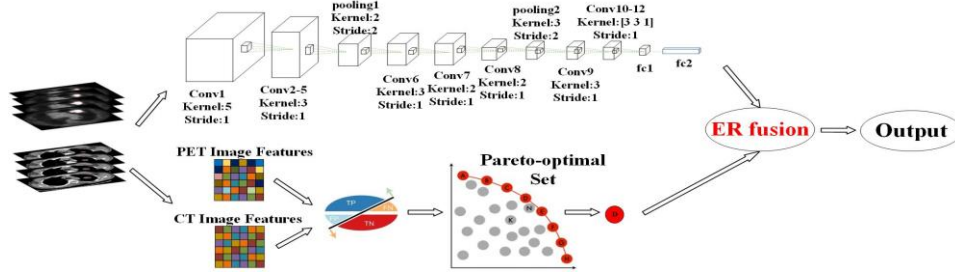 pooling1
Kernel:2
Stride:2
pooling2
Kernel:3
Stride:2
Conv10-12
Kernel:[3 3 1]
Stride:1
Conv1
Kernel:5
Stride:1
Conv2-5
Kernel:3
Stride:1
Conv6
Kernel:3
Stride:1
Conv7
Kernel:2
Stride:1
Conv8
Kernel:2
Stride:1
Conv9
Kernel:3
Stride:1
fc1
fc2
ER fusion
Output
PET Image Features
CT Image Features
TP
TN
Pareto-optimal
Set
A
B
C
D
E
F
G
H
N
K